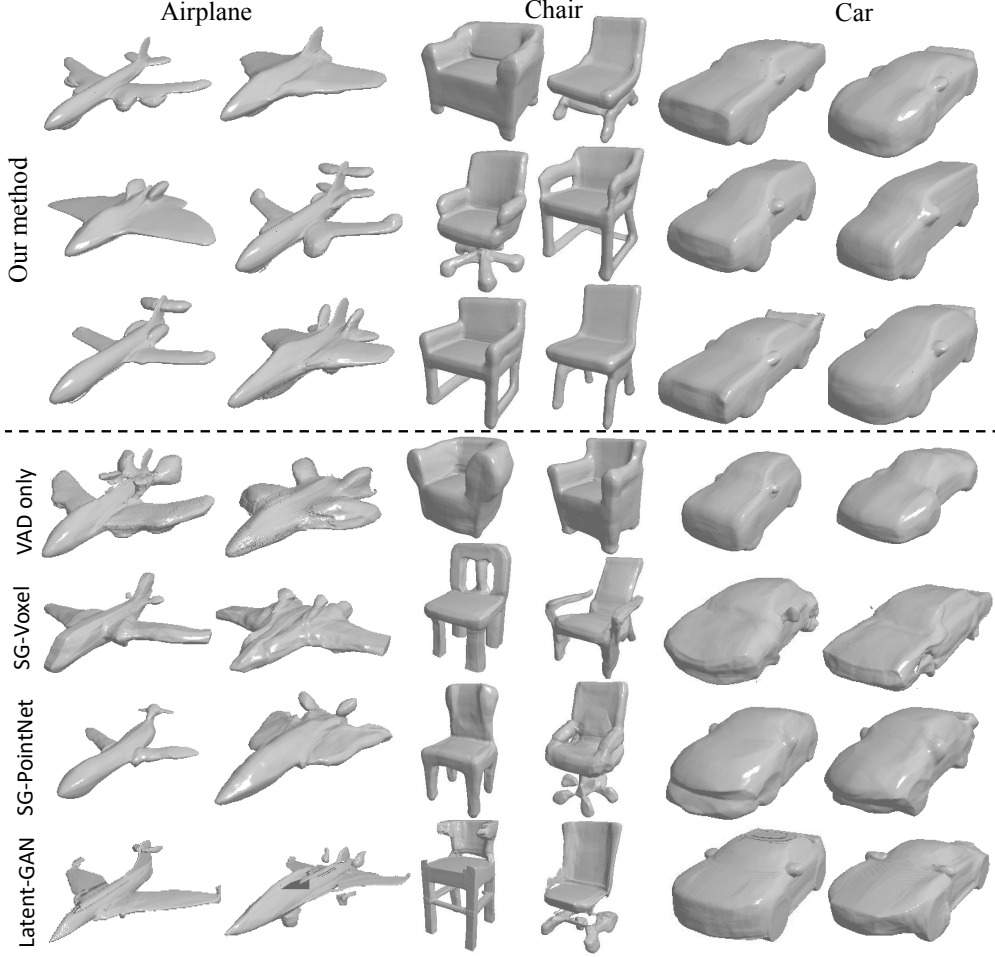 Airplane Chair Car
Our method
VAD only
SG-Voxel
SG-PointNet
Latent-GAN